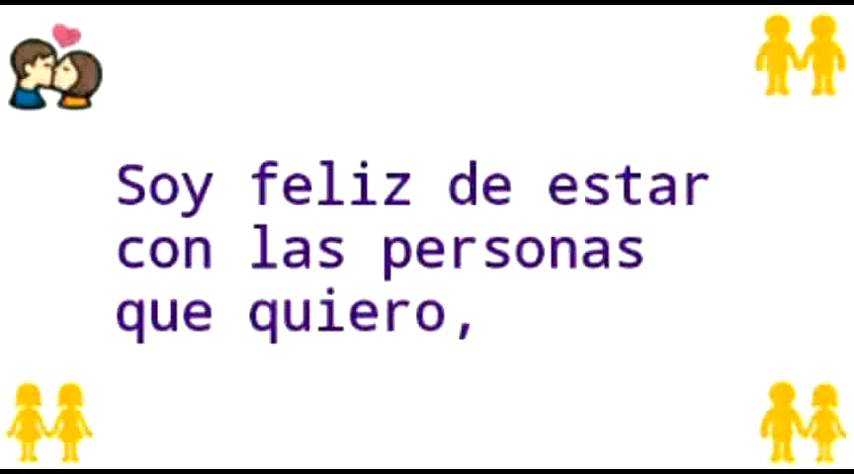 Soy feliz de estar
con las personas
que quiero,